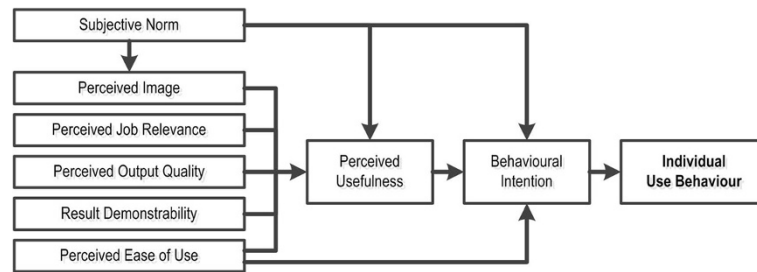 Subjective Norm
Perceived Image
Perceived Job Relevance
Perceived Output Quality
Result Demonstrability
Perceived Ease of Use
Perceived
Usefulness
Behavioural
Intention
Individual
Use Behaviour